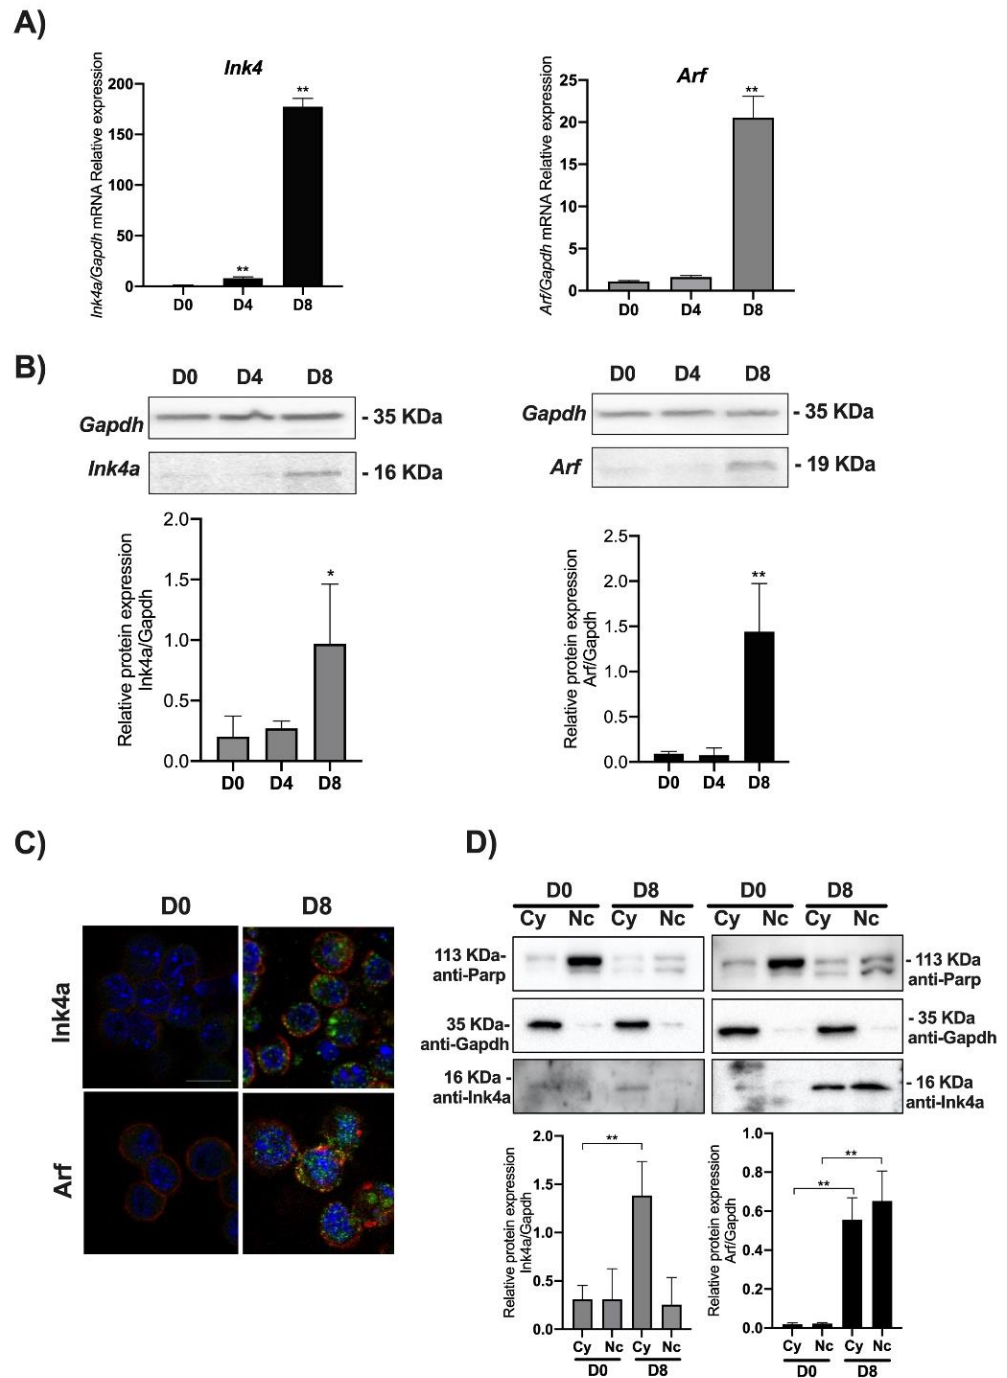 A)
Ink4
Ink4a/Gapdh mRNA Relative expression
200
150
100
50
0
**
**
D0 D4 D8
Arf
Arf/Gapdh mRNA Relative expression
25
20
15
10
5
0
**
D0 D4 D8
B)
D0 D4 D8
Gapdh - 35 KDa
Ink4a - 16 KDa
Relative protein expression
Ink4a/Gapdh
2.0
1.5
1.0
0.5
0.0
*
D0 D4 D8
D0 D4 D8
Gapdh - 35 KDa
Arf - 19 KDa
Relative protein expression
Arf/Gapdh
2.5
2.0
1.5
1.0
0.5
0.0
**
D0 D4 D8
C)
D0 D8
Ink4a
Arf
D)
D0 D8 D0 D8
Cy Nc Cy Nc Cy Nc Cy Nc
113 KDa-
anti-Parp
- 113 KDa
anti-Parp
35 KDa-
anti-Gapdh
- 35 KDa
anti-Gapdh
16 KDa -
anti-Ink4a
- 16 KDa
anti-Ink4a
Relative protein expression
Ink4a/Gapdh
2.0
1.5
1.0
0.5
0.0
**
Cy Nc Cy Nc
D0 D8
Relative protein expression
Arf/Gapdh
1.0
0.8
0.6
0.4
0.2
0.0
**
**
Cy Nc Cy Nc
D0 D8